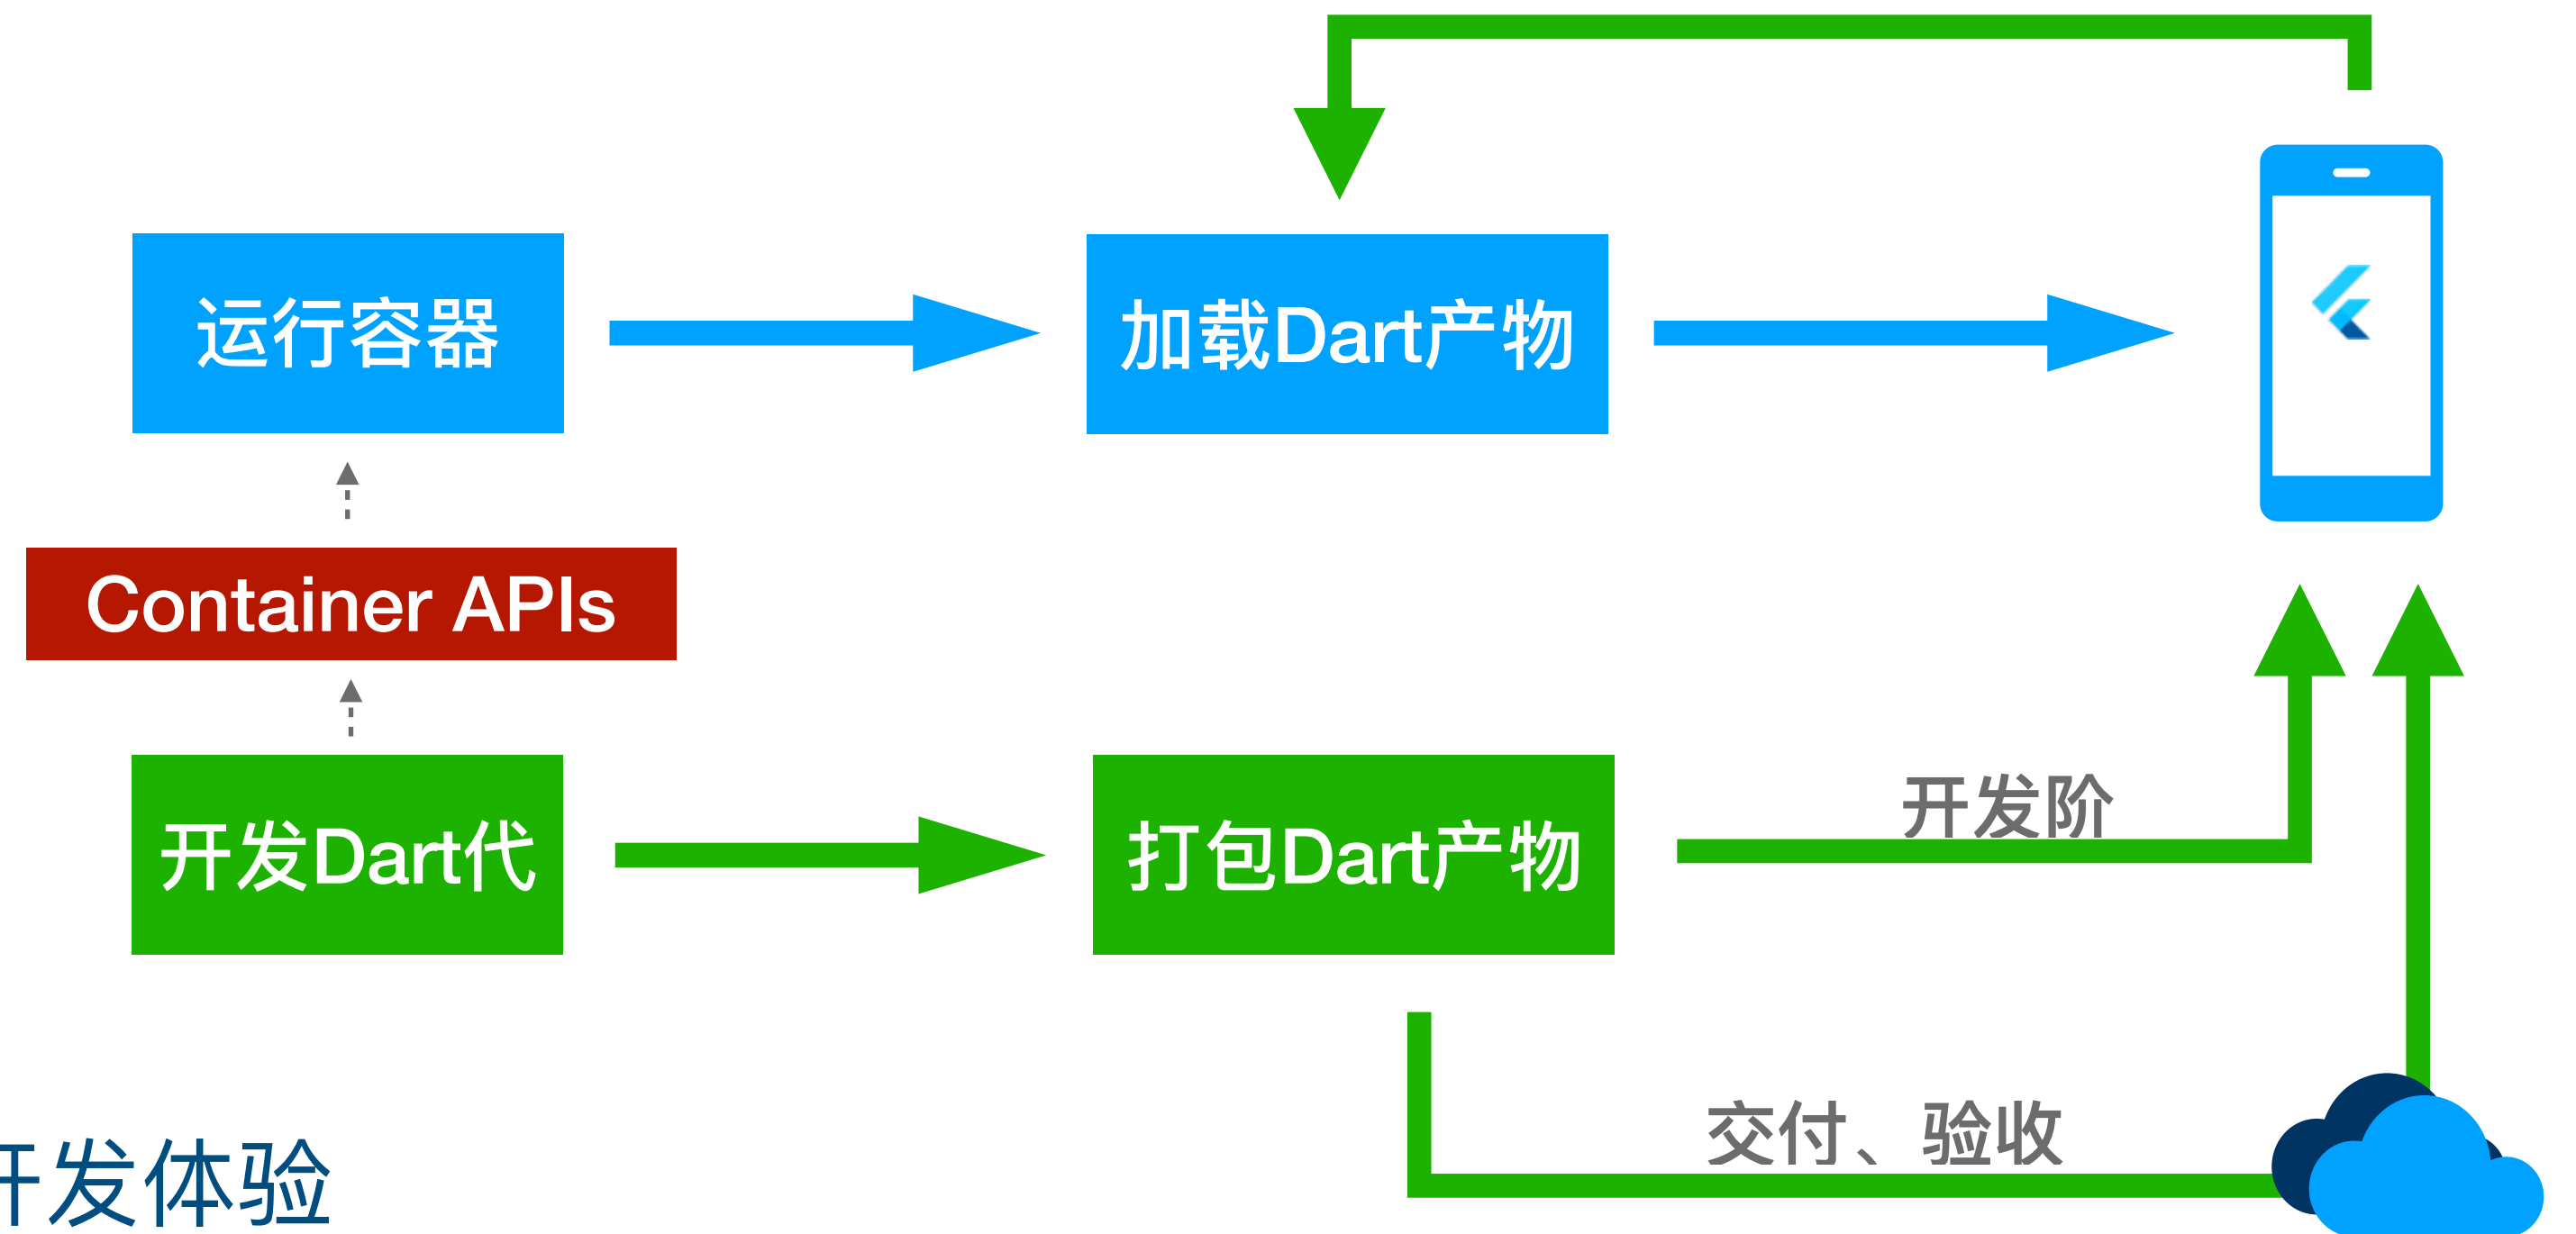 运行容器
加载Dart产物
Container APIs
开发Dart代
打包Dart产物
开发阶
交付、验收
开发体验